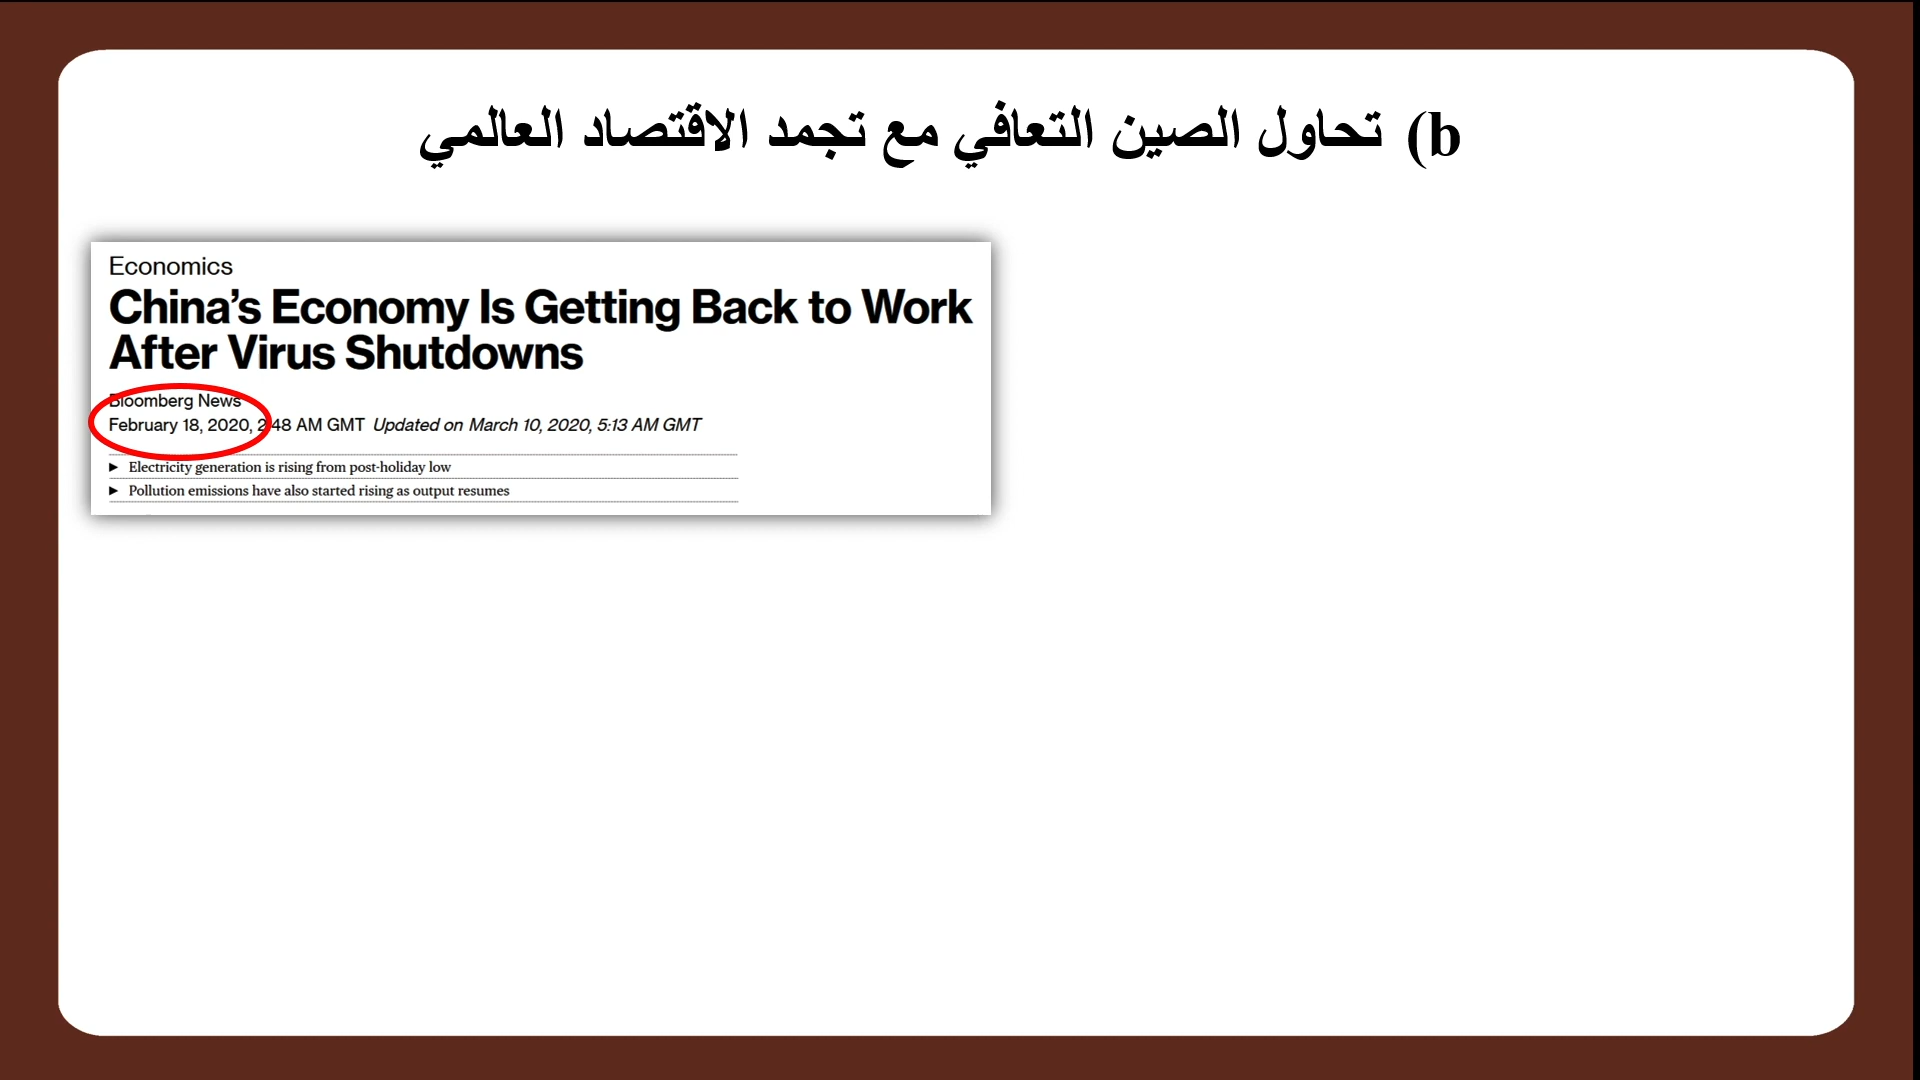 b) تحاول الصين التعافي مع تجمد الاقتصاد العالمي
Economics
China’s Economy Is Getting Back to Work
After Virus Shutdowns
Bloomberg News
February 18, 2020, 2:48 AM GMT Updated on March 10, 2020, 5:13 AM GMT
► Electricity generation is rising from post-holiday low
► Pollution emissions have also started rising as output resumes